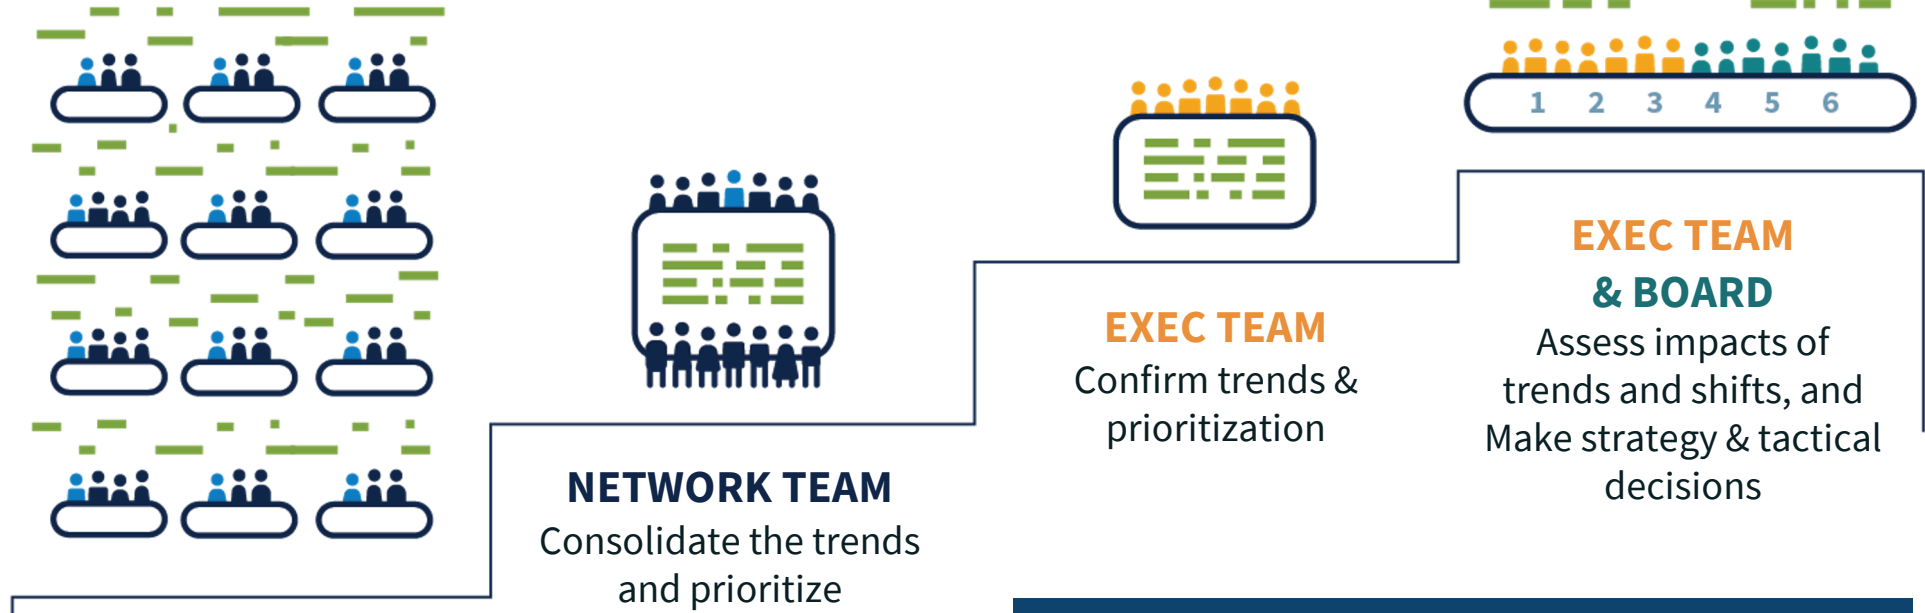 NETWORK TEAM
Consolidate the trends
and prioritize
EXEC TEAM
Confirm trends &
prioritization
1 2 3 4 5 6
EXEC TEAM
& BOARD
Assess impacts of
trends and shifts, and
Make strategy & tactical
decisions